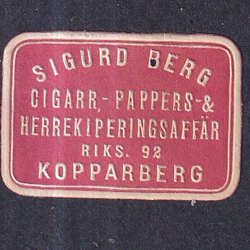 SIGURD BERG
CIGARR,- PAPPERS-&
HERREKIPERINGSAFFÄR
RIKS. 92
KOPPARBERG